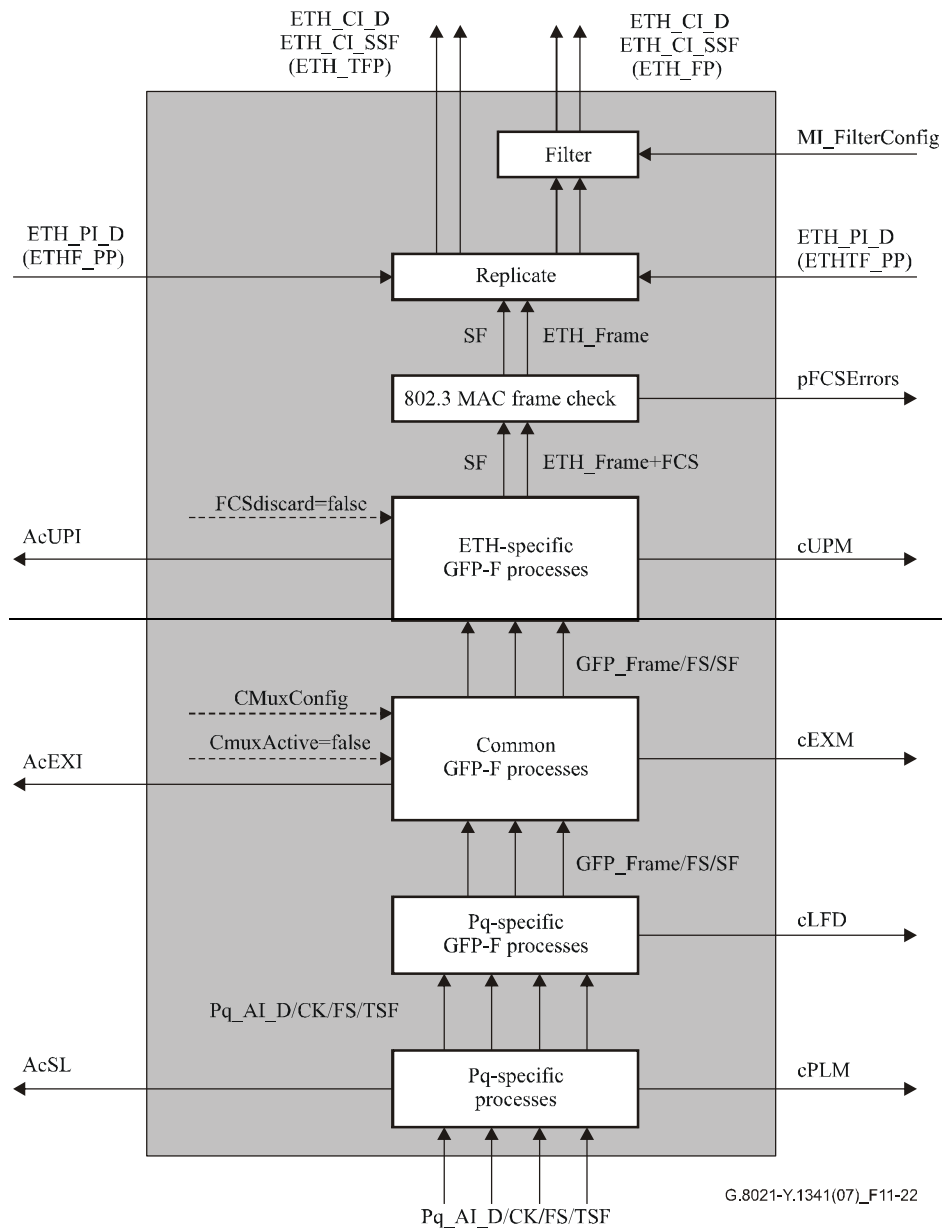 ETH_CI_D
ETH_CI_SSF
(ETH_TFP)
ETH_CI_D
ETH_CI_SSF
(ETH_FP)
Filter
MI_FilterConfig
ETH_PI_D
(ETHF_PP)
Replicate
ETH_PI_D
(ETHTF_PP)
SF
ETH_Frame
802.3 MAC frame check
pFCSErrors
SF
ETH_Frame+FCS
FCSdiscard=false
AcUPI
ETH-specific
GFP-F processes
cUPM
GFP_Frame/FS/SF
CMuxConfig
CmuxActive=false
AcEXI
Common
GFP-F processes
cEXM
GFP_Frame/FS/SF
Pq-specific
GFP-F processes
cLFD
Pq_AI_D/CK/FS/TSF
AcSL
Pq-specific
processes
cPLM
Pq_AI_D/CK/FS/TSF
G.8021-Y.1341(07)_F11-22